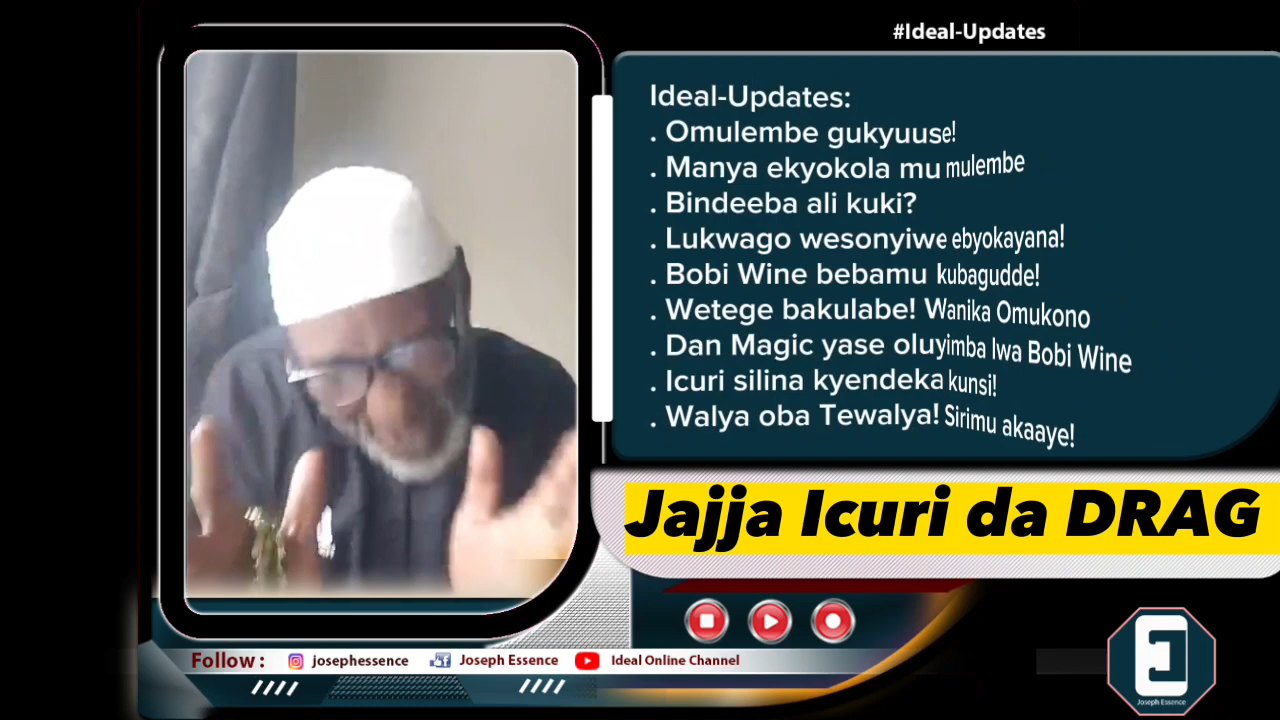 #Ideal-Updates
Ideal-Updates:
. Omulembe gukyuuse!
. Manya ekyokola mu mulembe
. Bindeeba ali kuki?
. Lukwago wesonyiwe ebyokayana!
. Bobi Wine bebamu kubagudde!
. Wetege bakulabe! Wanika Omukono
. Dan Magic yase oluyimba lwa Bobi Wine
. Icuri silina kyendeka kunsi!
. Walya oba Tewalya! Sirimu akaaye!
Jajja Icuri da DRAG
Follow : josephessence Joseph Essence Ideal Online Channel
Joseph Essence